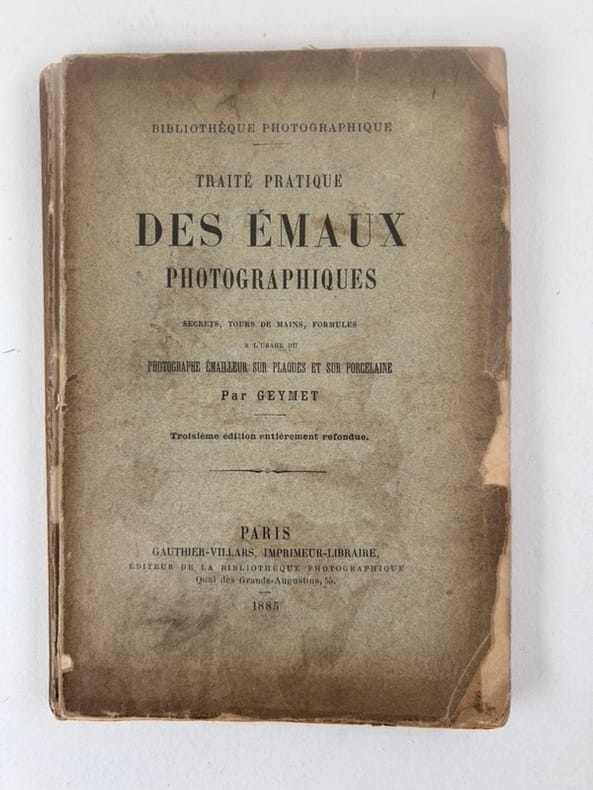 BIBLIOTHÈQUE PHOTOGRAPHIQUE
TRAITÉ PRATIQUE
DES ÉMAUX
PHOTOGRAPHIQUES
SECRETS, TOURS DE MAINS, FORMULES
A L'USAGE DU
PHOTOGRAPHE ÉMAILLEUR SUR PLAQUES ET SUR PORCELAINE
Par GEYMET
Troisième édition entièrement refondue.
PARIS
GAUTHIER-VILLARS, IMPRIMEUR-LIBRAIRE,
ÉDITEUR DE LA BIBLIOTHÈQUE PHOTOGRAPHIQUE
Quai des Grands-Augustins, 55.
1885